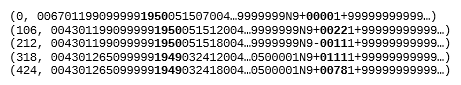 (0, 0067011990999991950051507004…9999999N9+00001+99999999999…)
(106, 0043011990999991950051512004…9999999N9+00221+99999999999…)
(212, 0043011990999991950051518004…9999999N9-00111+99999999999…)
(318, 0043012650999991949032412004…0500001N9+01111+99999999999…)
(424, 0043012650999991949032418004…0500001N9+00781+99999999999…)